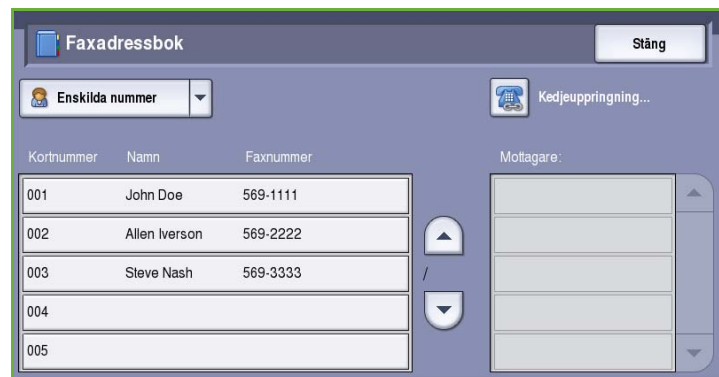 Faxadressbok
Stäng
Enskilda nummer
Kedjeuppringning...
Kortnummer Namn Faxnummer
Mottagare:
001 John Doe 569-1111
002 Allen Iverson 569-2222
003 Steve Nash 569-3333
/
004
005